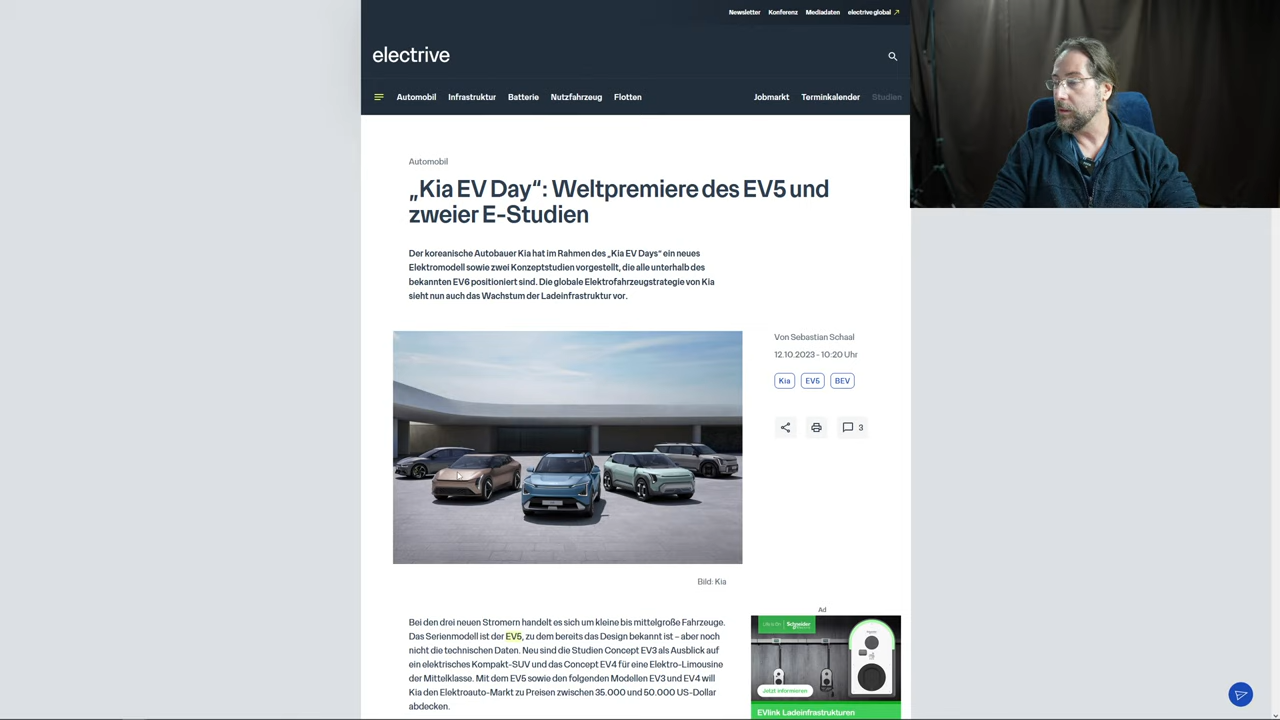 Newsletter Konferenz Mediadaten electrive global
electrive
Automobil Infrastruktur Batterie Nutzfahrzeug Flotten Jobmarkt Terminkalender Studien
Automobil
„Kia EV Day“: Weltpremiere des EV5 und
zweier E-Studien
Der koreanische Autobauer Kia hat im Rahmen des „Kia EV Days“ ein neues
Elektromodell sowie zwei Konzeptstudien vorgestellt, die alle unterhalb des
bekannten EV6 positioniert sind. Die globale Elektrofahrzeugstrategie von Kia
sieht nun auch das Wachstum der Ladeinfrastruktur vor.
Von Sebastian Schaal
12.10.2023 - 10:20 Uhr
Kia EV5 BEV
3
Bild: Kia
Bei den drei neuen Stromern handelt es sich um kleine bis mittelgroße Fahrzeuge.
Das Serienmodell ist der EV5, zu dem bereits das Design bekannt ist – aber noch
nicht die technischen Daten. Neu sind die Studien Concept EV3 als Ausblick auf
ein elektrisches Kompakt-SUV und das Concept EV4 für eine Elektro-Limousine
der Mittelklasse. Mit dem EV5 sowie den folgenden Modellen EV3 und EV4 will
Kia den Elektroauto-Markt zu Preisen zwischen 35.000 und 50.000 US-Dollar
abdecken.
Ad
Life Is On Schneider Electric
Jetzt informieren
EVlink Ladeinfrastrukturen